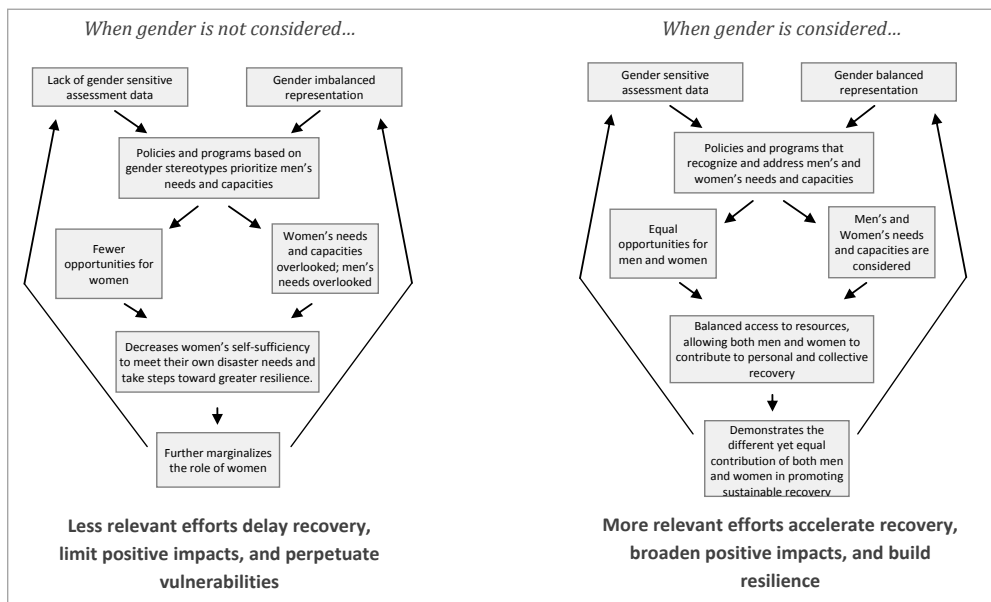 When gender is not considered…
Lack of gender sensitive
assessment data
Gender imbalanced
representation
Policies and programs based on
gender stereotypes prioritize men’s
needs and capacities
Fewer
opportunities for
women
Women’s needs
and capacities
overlooked; men’s
needs overlooked
Decreases women’s self-sufficiency
to meet their own disaster needs and
take steps toward greater resilience.
Further marginalizes
the role of women
Less relevant efforts delay recovery,
limit positive impacts, and perpetuate
vulnerabilities
When gender is considered…
Gender sensitive
assessment data
Gender balanced
representation
Policies and programs that
recognize and address men’s and
women’s needs and capacities
Equal
opportunities for
men and women
Men’s and
Women’s needs
and capacities are
considered
Balanced access to resources,
allowing both men and women to
contribute to personal and collective
recovery
Demonstrates the
different yet equal
contribution of both men
and women in promoting
sustainable recovery
More relevant efforts accelerate recovery,
broaden positive impacts, and build
resilience